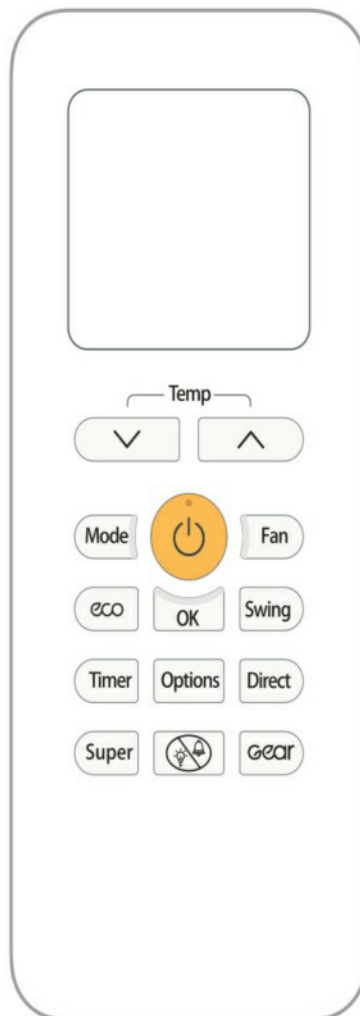 Temp
Mode Fan
eco OK Swing
Timer Options Direct
Super Gear